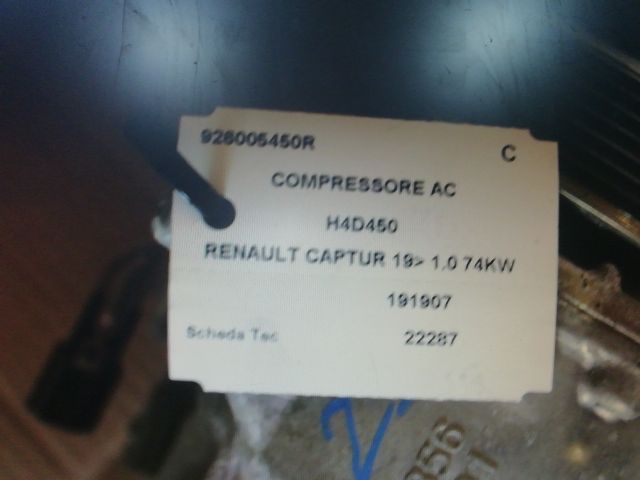 926005450R
C
COMPRESSORE AC
H4D450
RENAULT CAPTUR 19> 1.0 74KW
191907
Scheda Tec 22287